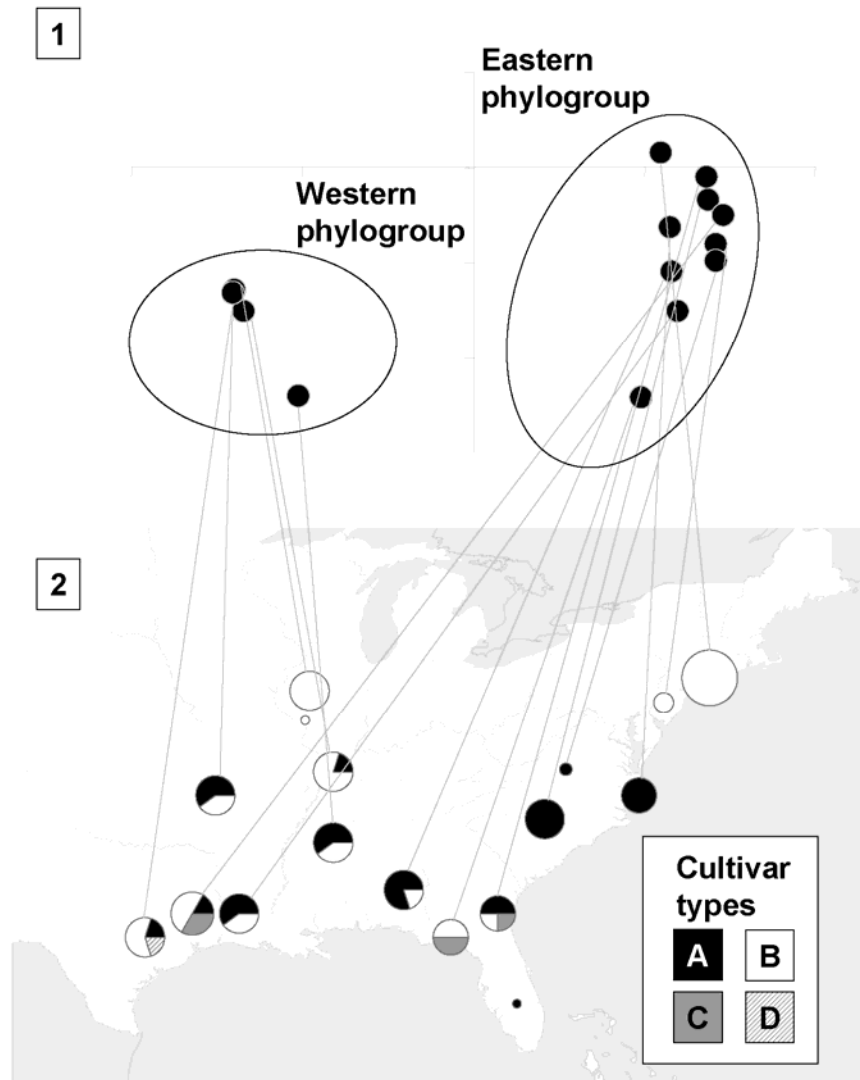 1
Eastern
phylogroup
Western
phylogroup
2
Cultivar
types
A B
C D